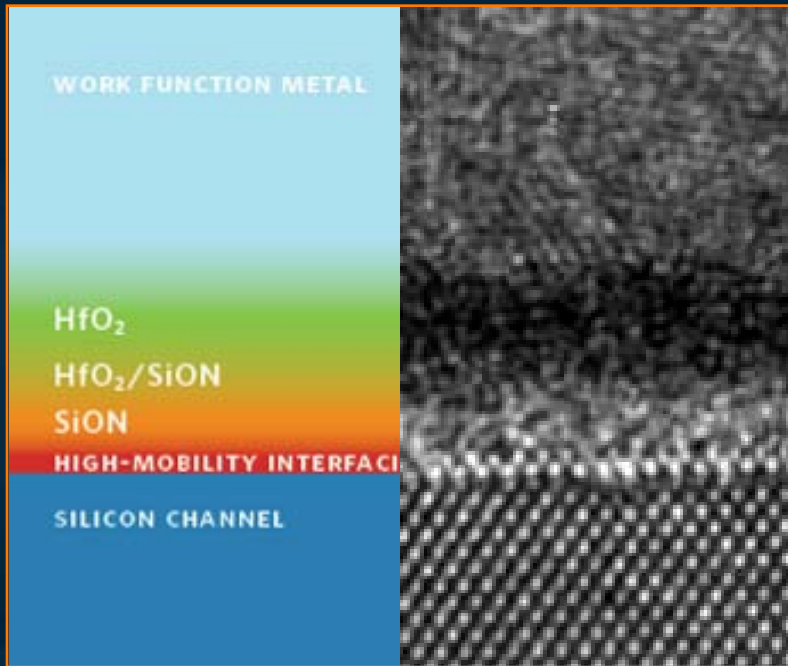 WORK FUNCTION METAL
HfO₂
HfO₂/SiON
SiON
HIGH-MOBILITY INTERFACI
SILICON CHANNEL